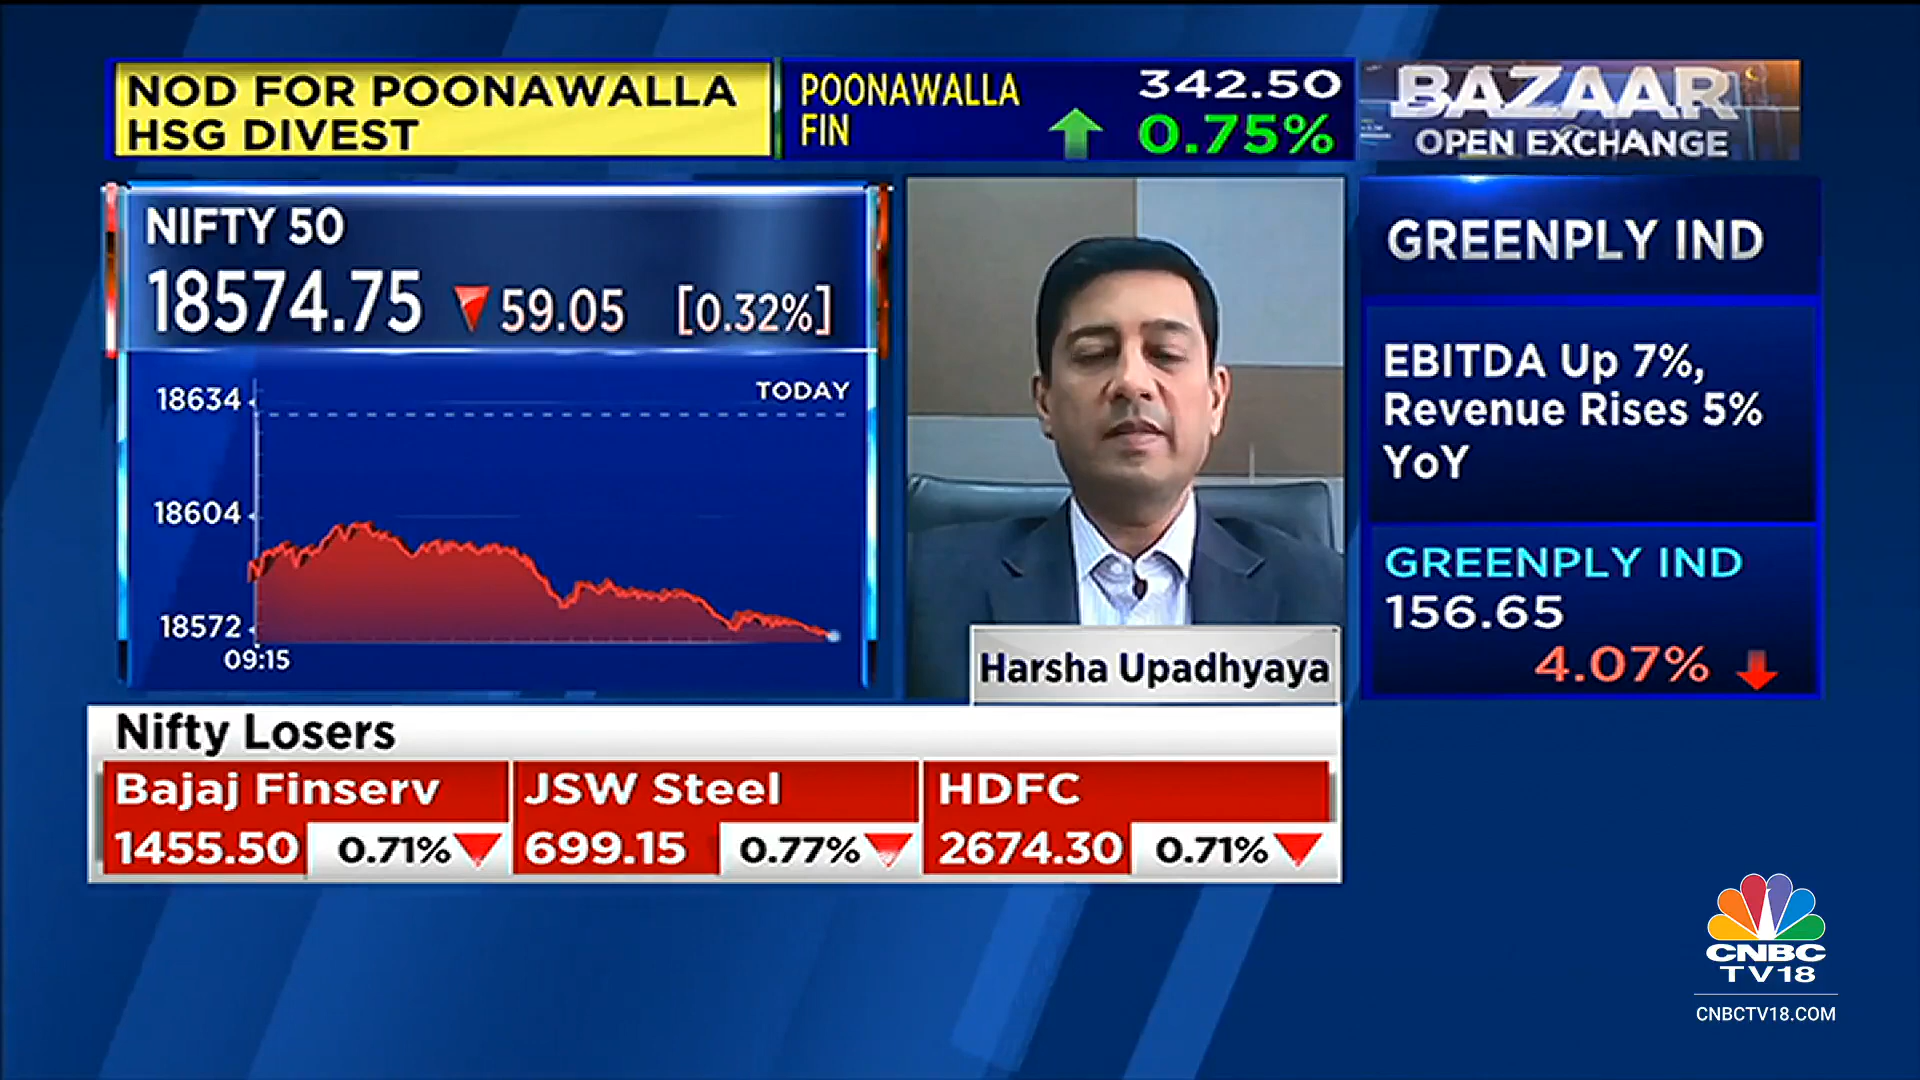 NOD FOR POONAWALLA
HSG DIVEST
POONAWALLA
FIN
342.50
0.75%
BAZAAR
OPEN EXCHANGE
NIFTY 50
18574.75 59.05 [0.32%]
TODAY
18634
18604
18572
09:15
Harsha Upadhyaya
GREENPLY IND
EBITDA Up 7%,
Revenue Rises 5%
YoY
GREENPLY IND
156.65
4.07%
Nifty Losers
Bajaj Finserv
1455.50 0.71%
JSW Steel
699.15 0.77%
HDFC
2674.30 0.71%
CNBC
TV18
CNBCTV18.COM